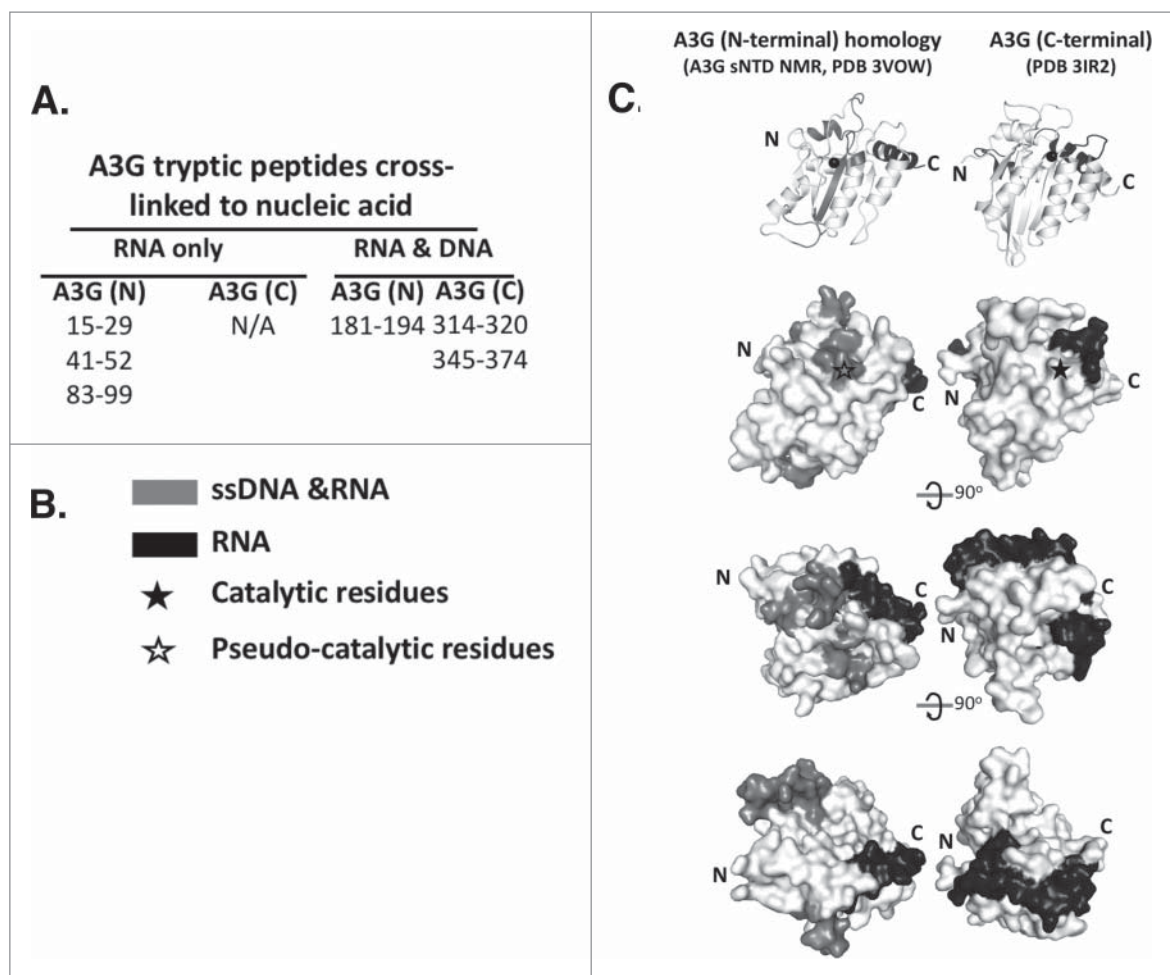 A.
A3G tryptic peptides cross-
linked to nucleic acid
RNA only RNA & DNA
A3G (N) A3G (C) A3G (N) A3G (C)
15-29 N/A 181-194 314-320
41-52 345-374
83-99
B.
ssDNA &RNA
RNA
Catalytic residues
Pseudo-catalytic residues
C.
A3G (N-terminal) homology A3G (C-terminal)
(A3G sNTD NMR, PDB 3VOW) (PDB 3IR2)
N C N C
N C N C
90°
N C N C
90°
N C N C